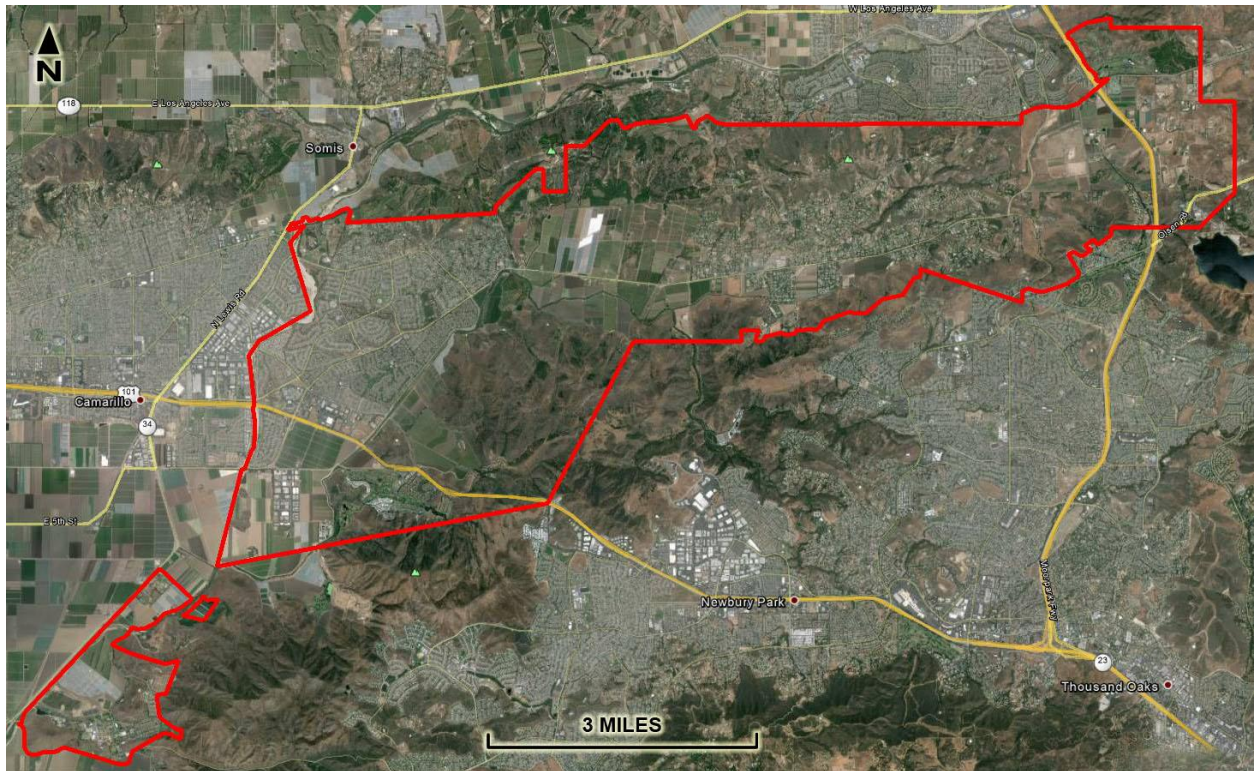 W Los Angeles Ave
N
118
E Los Angeles Ave
Somis
Olsen Rd
N Lewis Rd
101
Camarillo
34
E 5th St
Newbury Park
Moorpark Fwy
23
Thousand Oaks
3 MILES